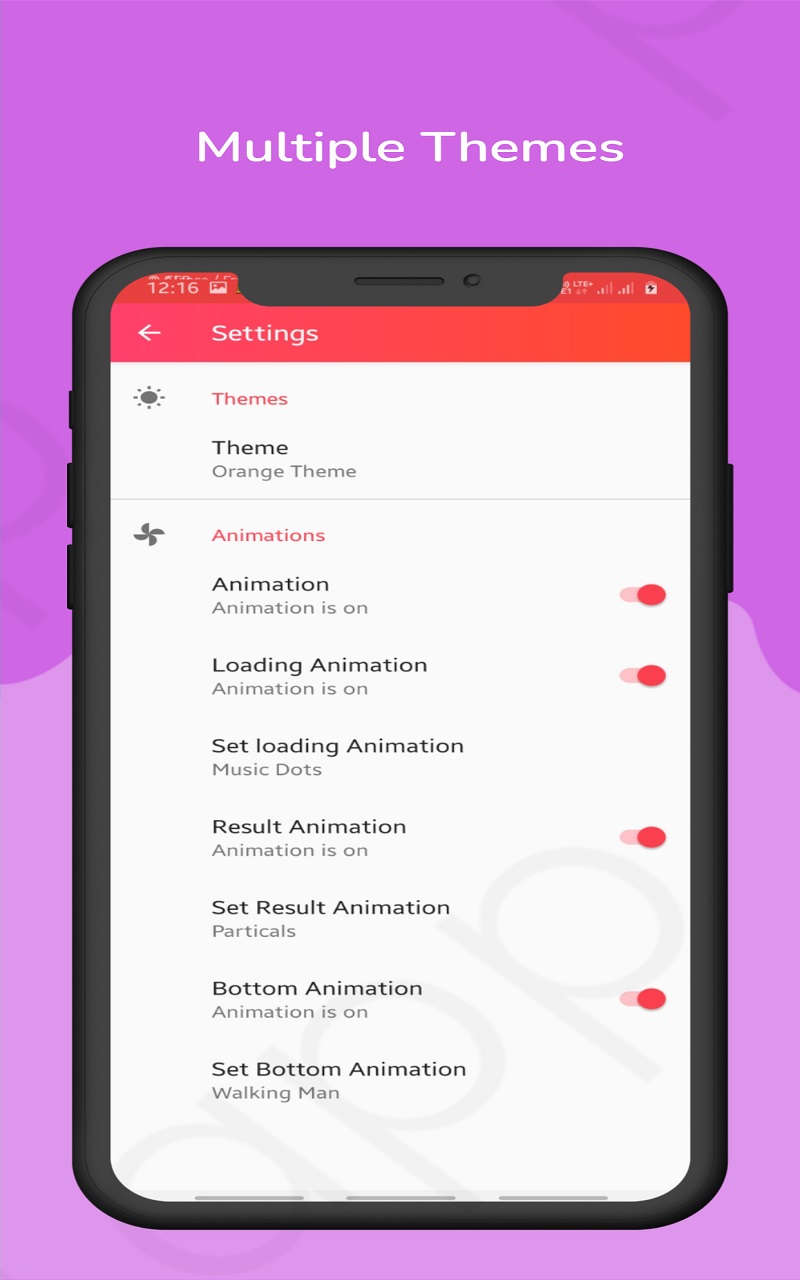 Multiple Themes
12:16
LTE+
Settings
Themes
Theme
Orange Theme
Animations
Animation
Animation is on
Loading Animation
Animation is on
Set loading Animation
Music Dots
Result Animation
Animation is on
Set Result Animation
Particals
Bottom Animation
Animation is on
Set Bottom Animation
Walking Man
app